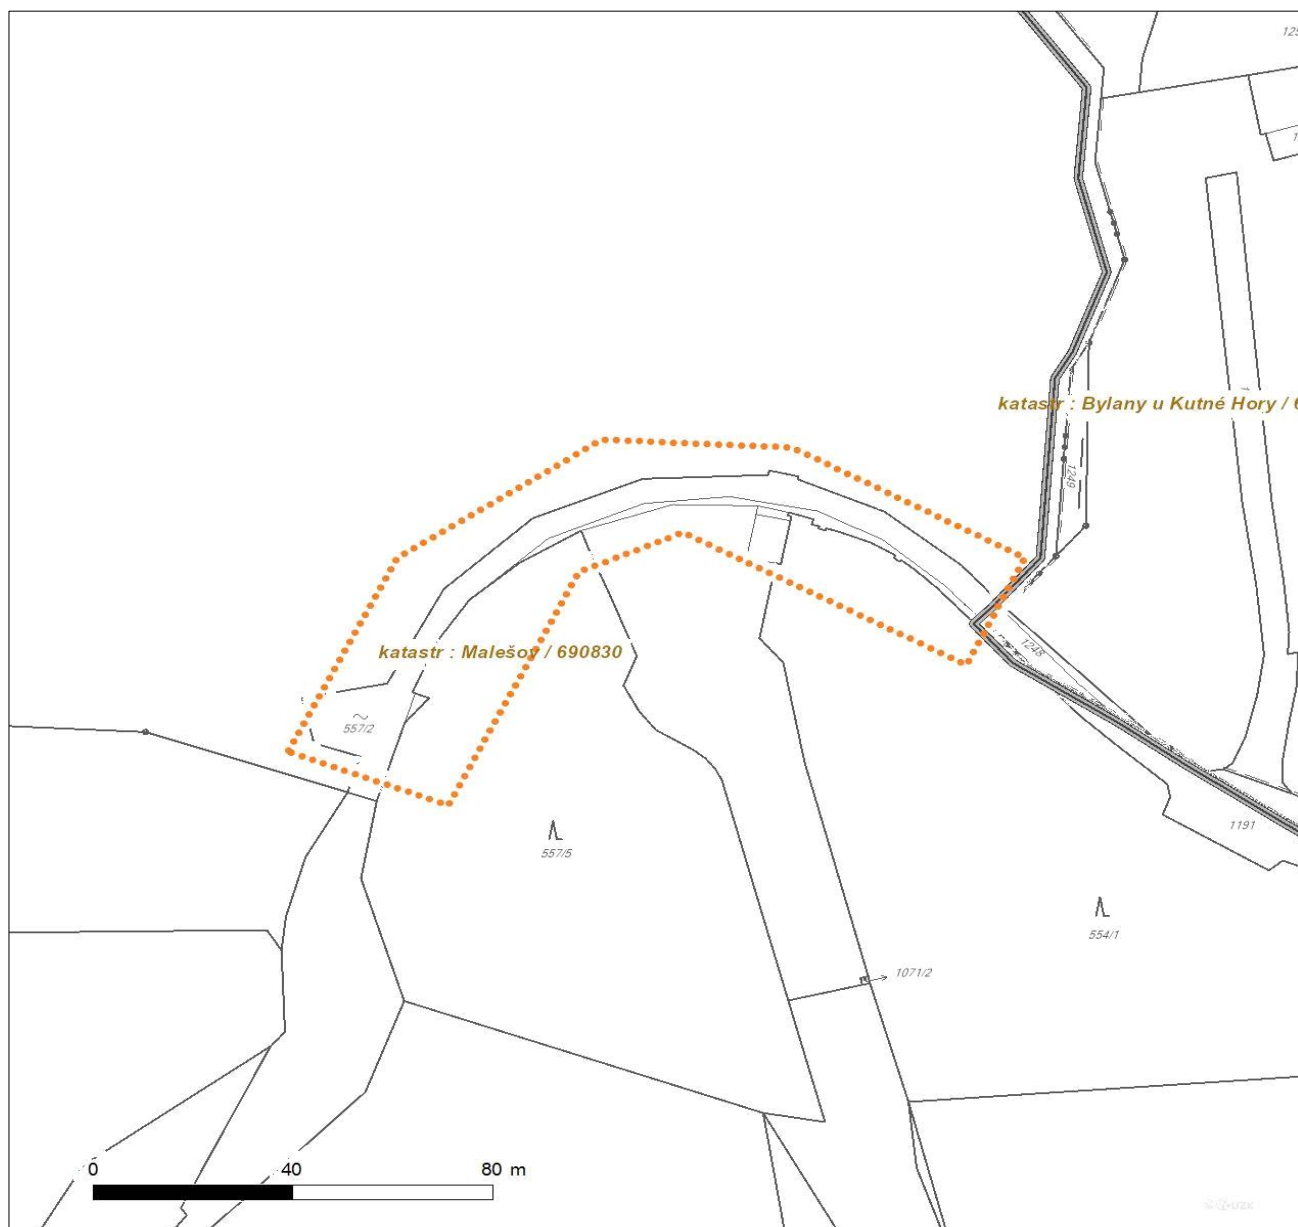 katastr : Bylany u Kutné Hory /
1249
katastr : Malešov / 690830
1248
557/2
1191
557/5
554/1
1071/2
0 40 80 m